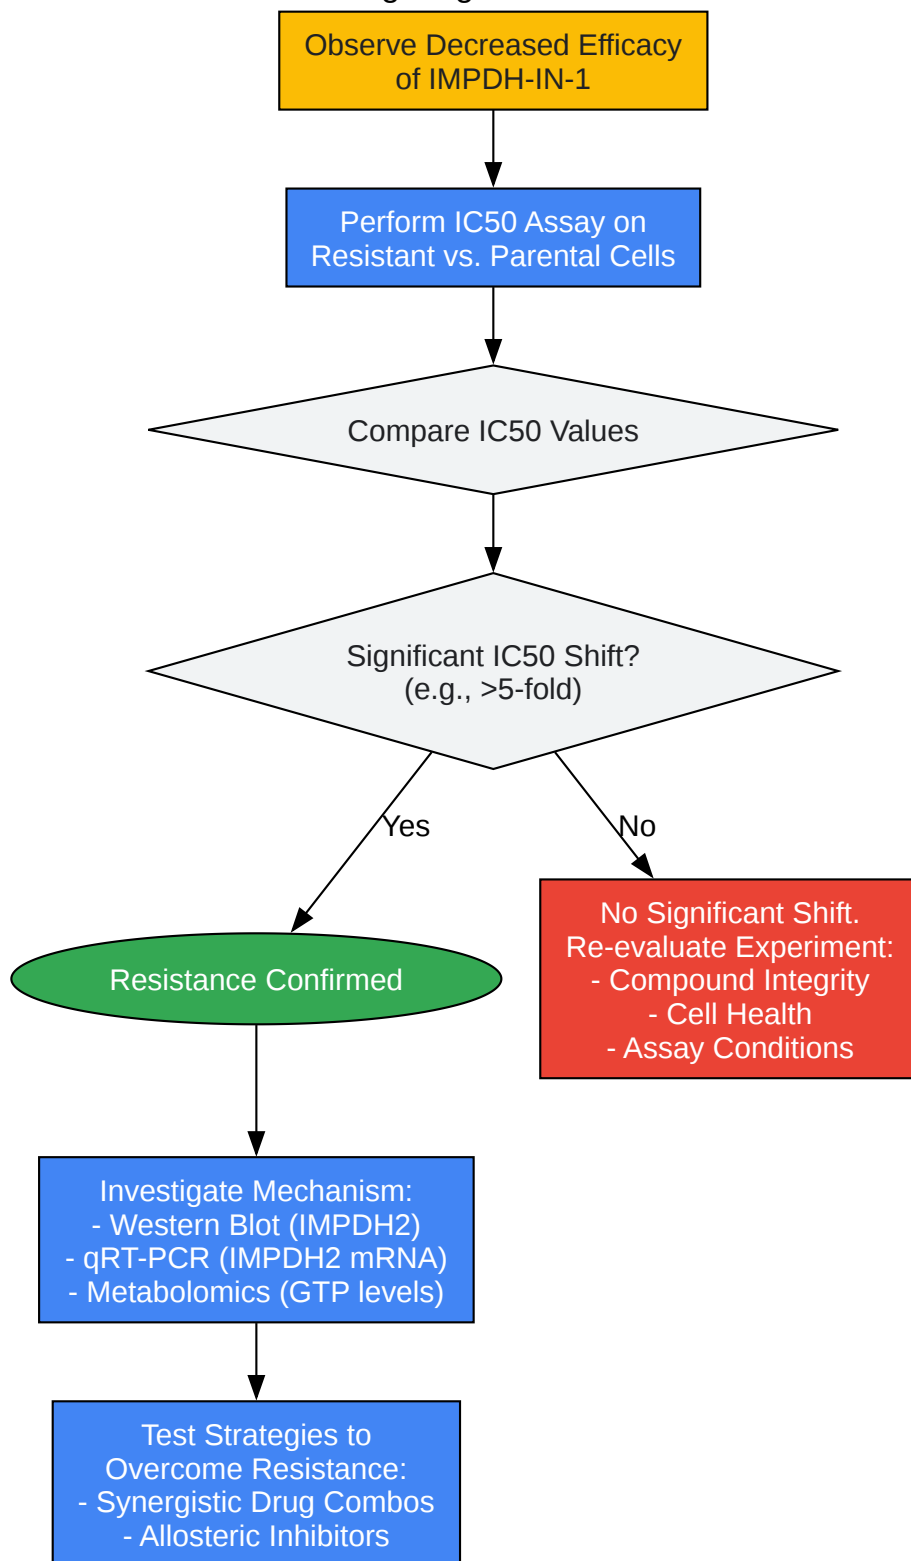 Observe Decreased Efficacy
of IMPDH-IN-1
Perform IC50 Assay on
Resistant vs. Parental Cells
Compare IC50 Values
Significant IC50 Shift?
(e.g., >5-fold)
Yes
No
No Significant Shift.
Re-evaluate Experiment:
- Compound Integrity
- Cell Health
- Assay Conditions
Resistance Confirmed
Investigate Mechanism:
- Western Blot (IMPDH2)
- qRT-PCR (IMPDH2 mRNA)
- Metabolomics (GTP levels)
Test Strategies to
Overcome Resistance:
- Synergistic Drug Combos
- Allosteric Inhibitors